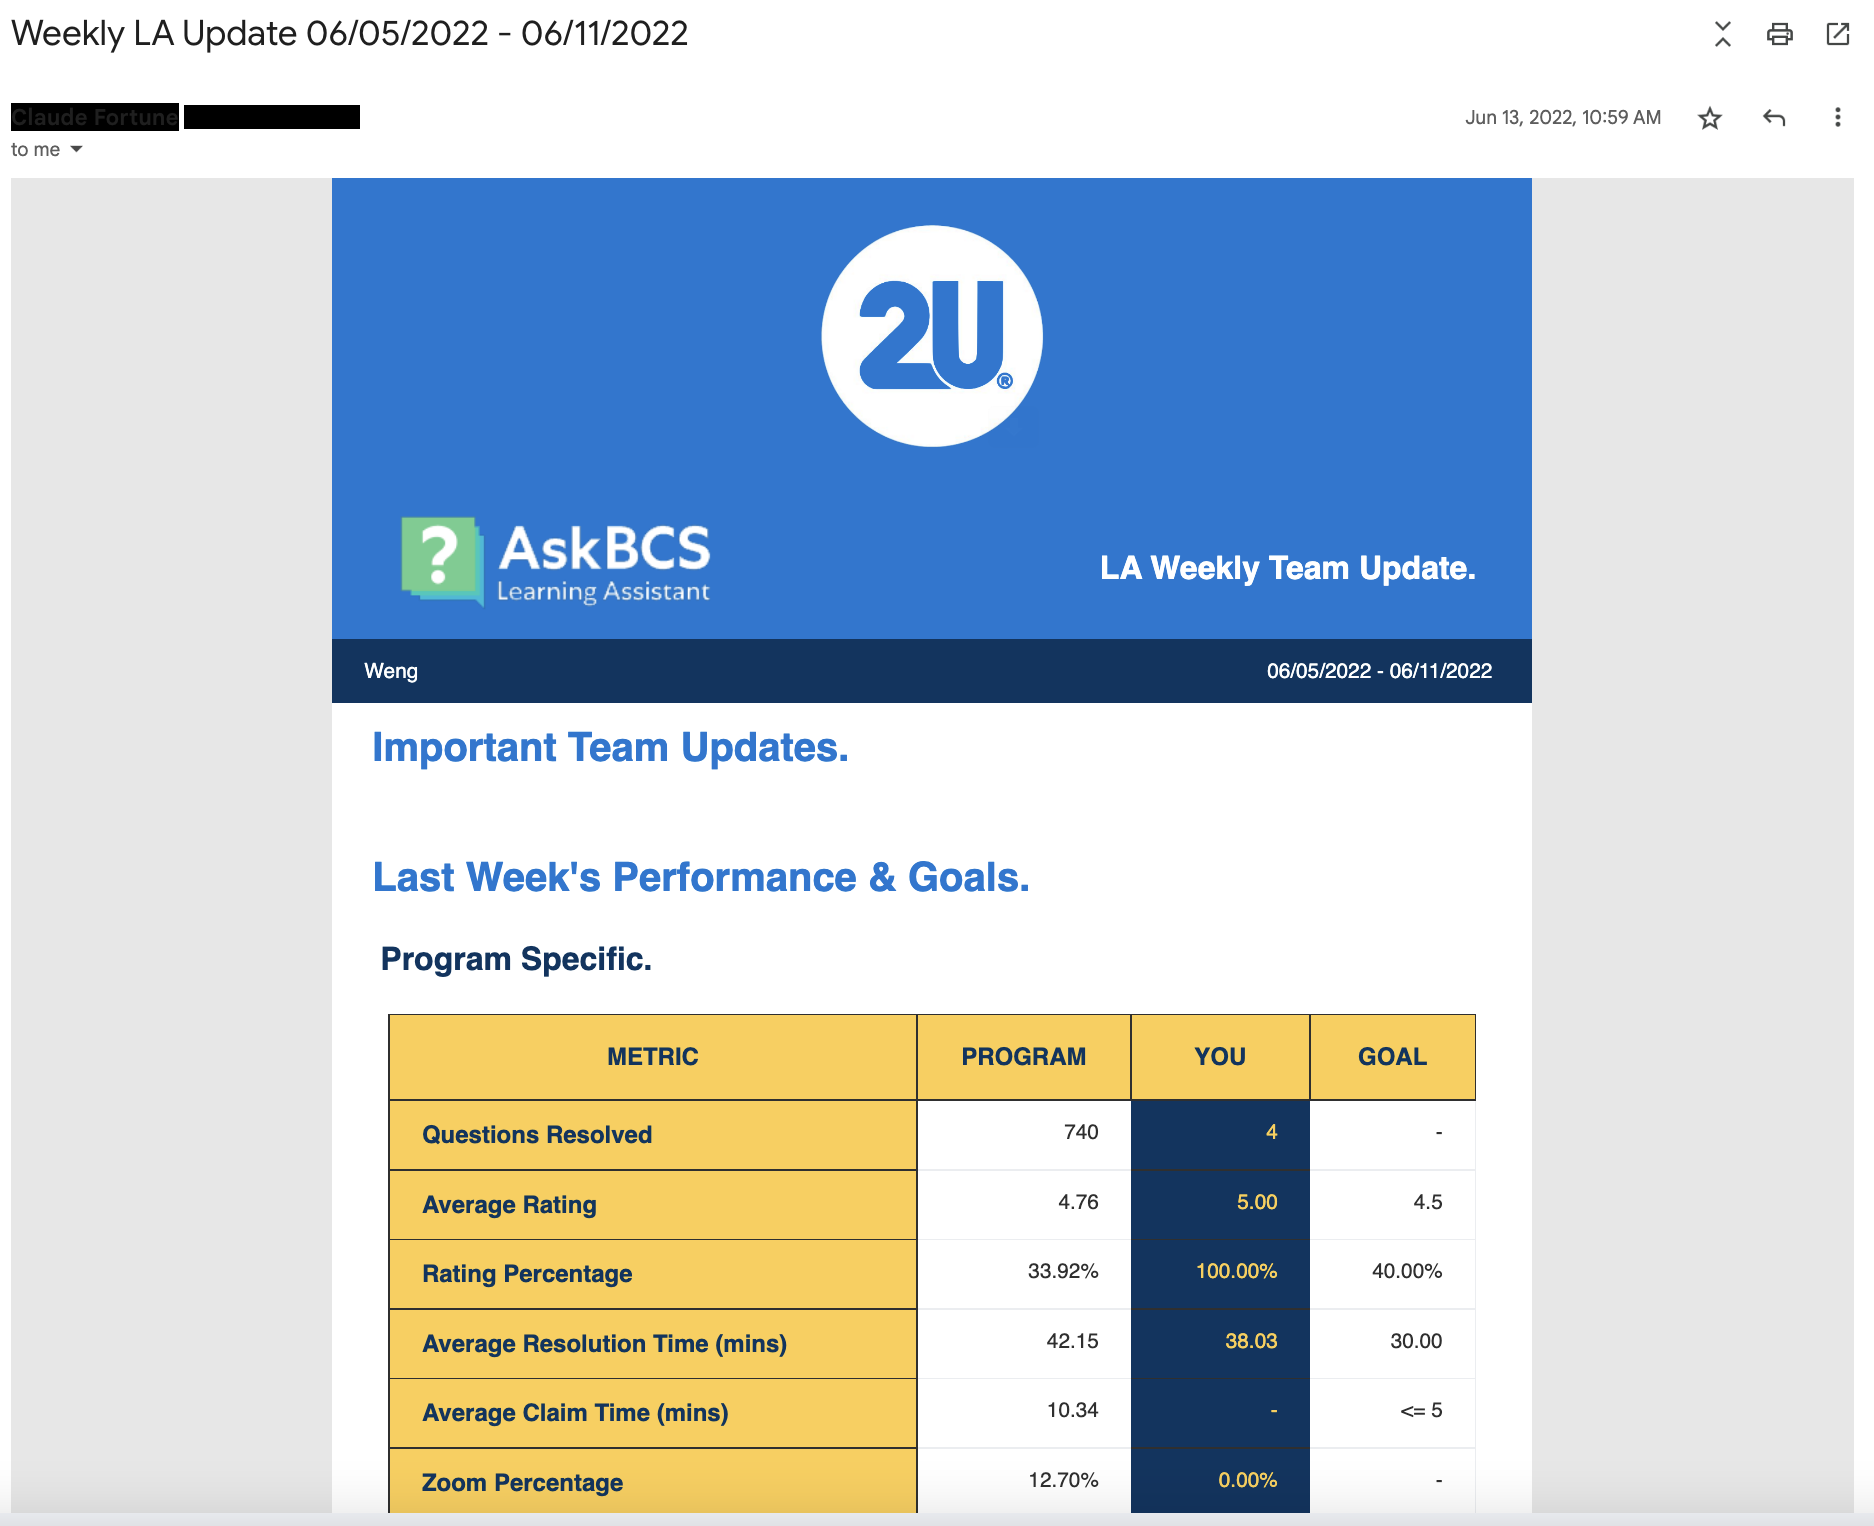 Weekly LA Update 06/05/2022 - 06/11/2022
Claude Fortune
Jun 13, 2022, 10:59 AM
to me
2U®
?
AskBCS
Learning Assistant
LA Weekly Team Update.
Weng 06/05/2022 - 06/11/2022
Important Team Updates.
Last Week's Performance & Goals.
Program Specific.
METRIC PROGRAM YOU GOAL
Questions Resolved 740 4 -
Average Rating 4.76 5.00 4.5
Rating Percentage 33.92% 100.00% 40.00%
Average Resolution Time (mins) 42.15 38.03 30.00
Average Claim Time (mins) 10.34 - <= 5
Zoom Percentage 12.70% 0.00% -